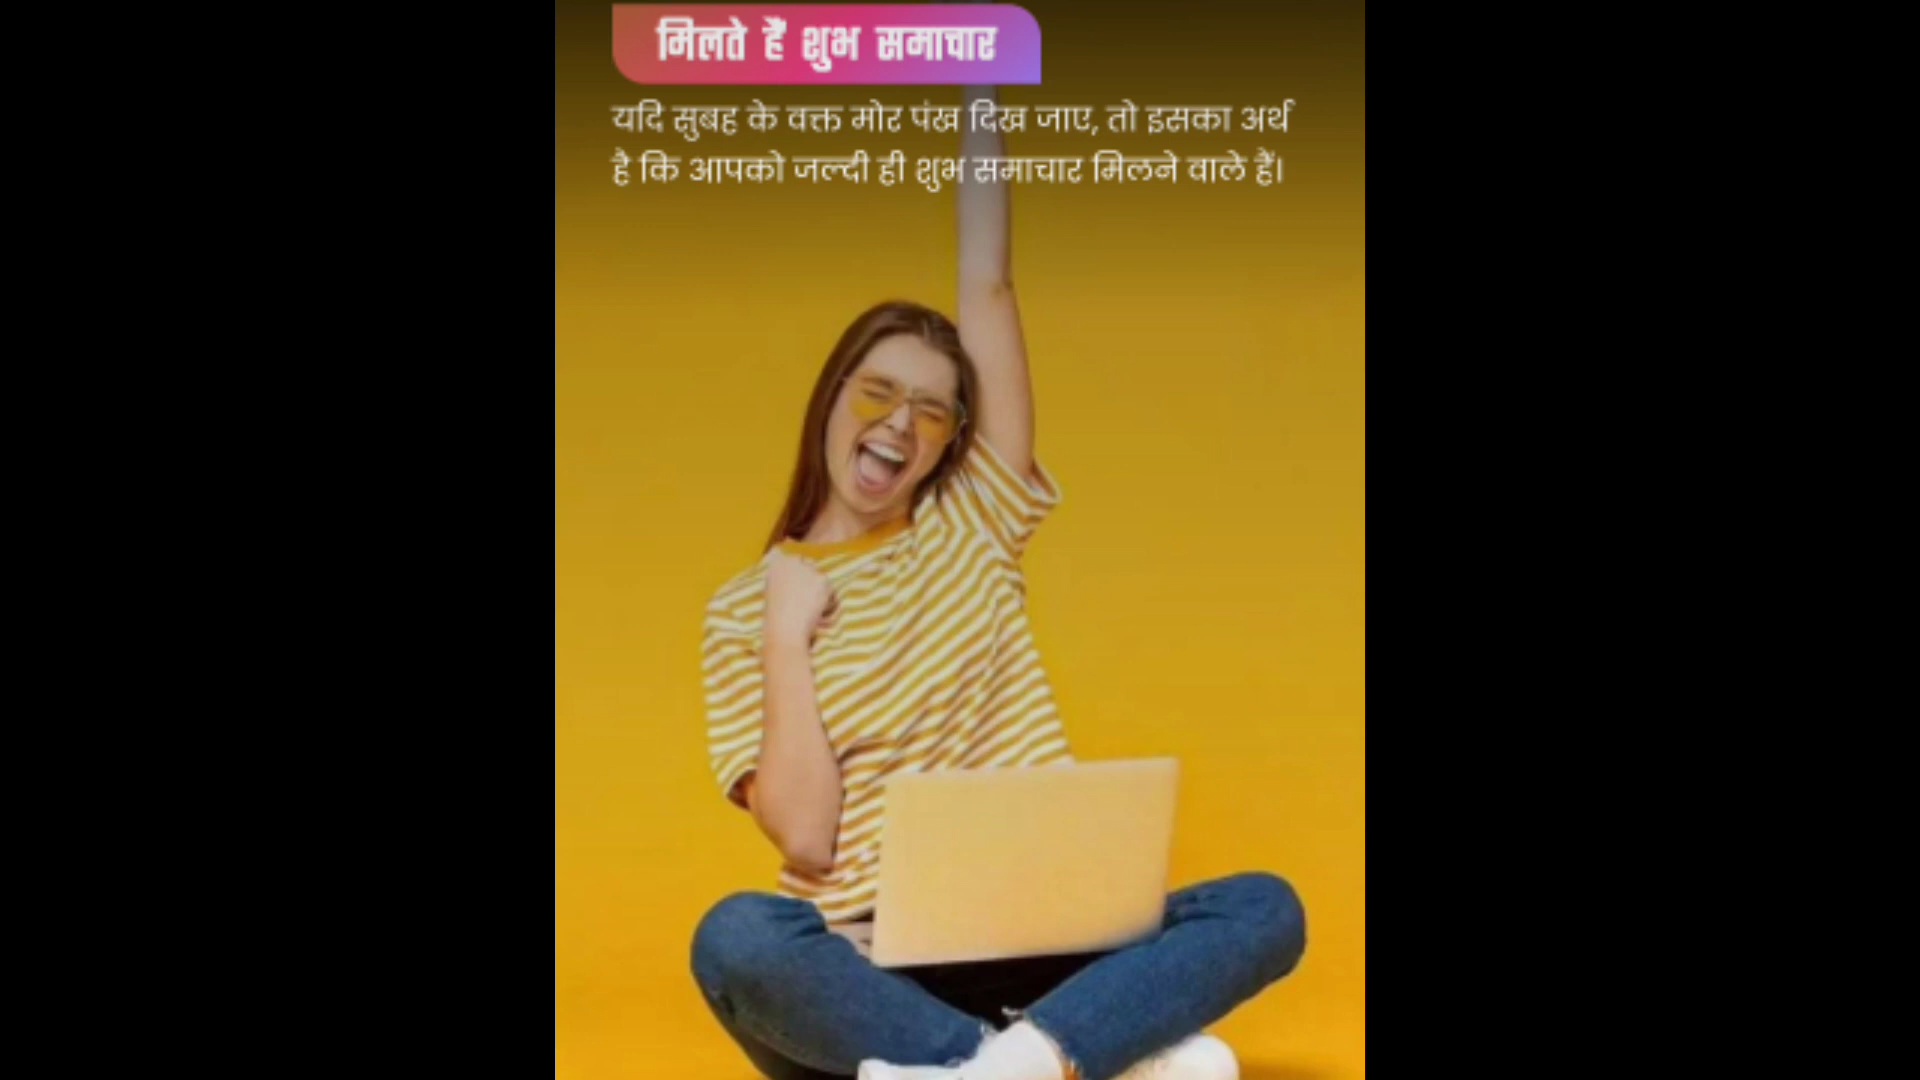 मिलते हैं शुभ समाचार
यदि सुबह के वक्त मोर पंख दिख जाए, तो इसका अर्थ
है कि आपको जल्दी ही शुभ समाचार मिलने वाले हैं।